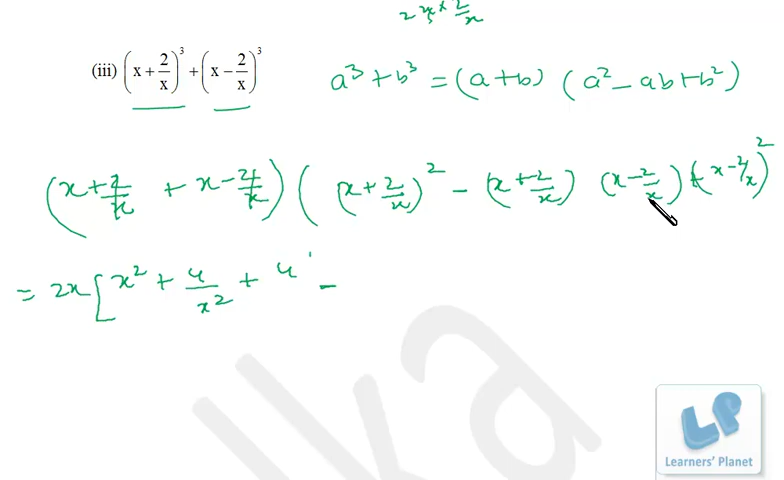 2 x × 2/x
(iii) (x + 2/x)³ + (x − 2/x)³
a³ + b³ = (a + b) (a² − ab + b²)
(x + 2/x + x − 2/x) ( (x + 2/x)² − (x + 2/x) (x − 2/x) + (x − 2/x)²
= 2x [ x² + 4/x² + 4 −
LP
Learners' Planet